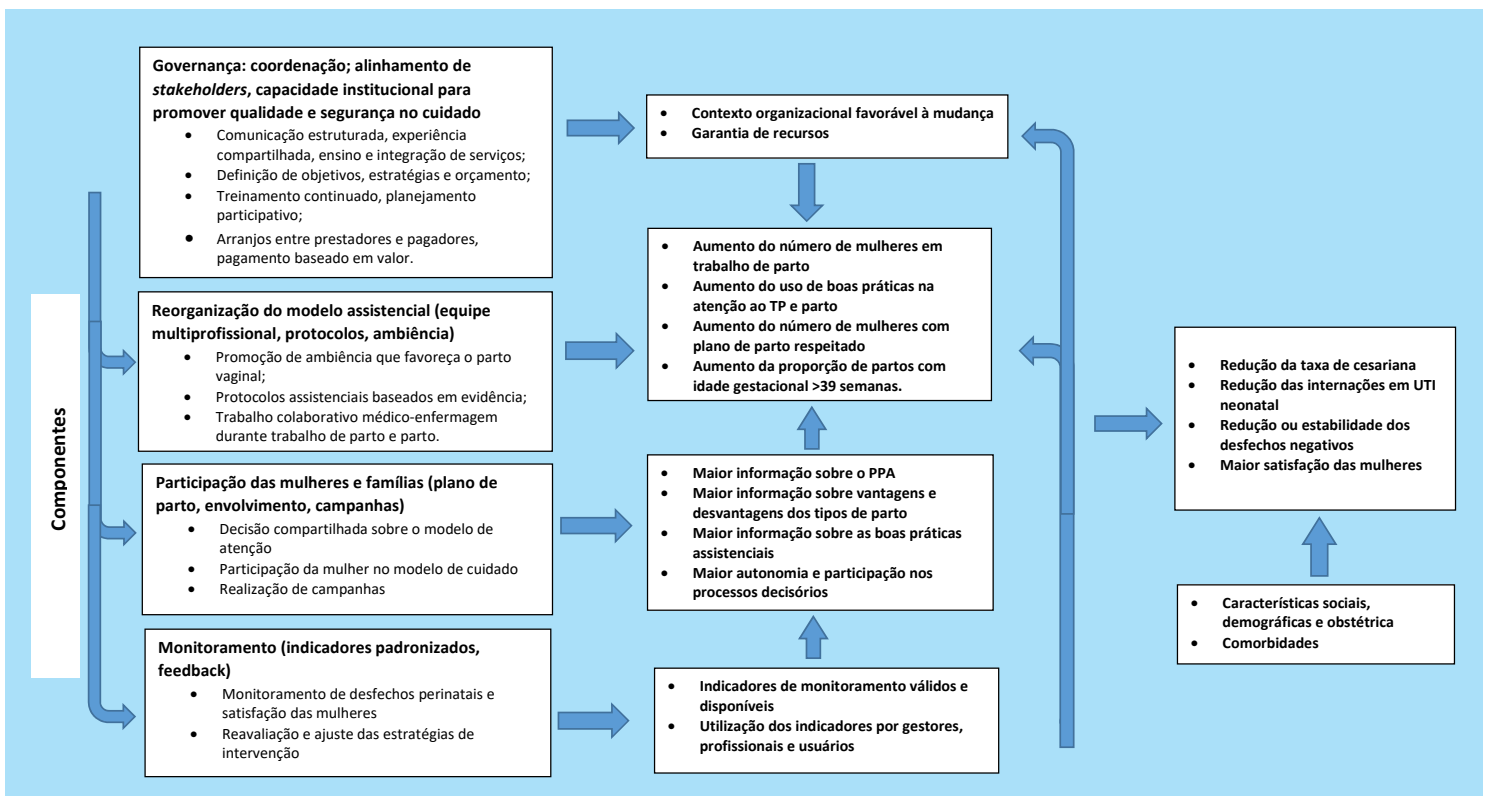 Componentes
Governança: coordenação; alinhamento de
stakeholders, capacidade institucional para
promover qualidade e segurança no cuidado
• Comunicação estruturada, experiência
compartilhada, ensino e integração de serviços;
• Definição de objetivos, estratégias e orçamento;
• Treinamento continuado, planejamento
participativo;
• Arranjos entre prestadores e pagadores,
pagamento baseado em valor.
Reorganização do modelo assistencial (equipe
multiprofissional, protocolos, ambiência)
• Promoção de ambiência que favoreça o parto
vaginal;
• Protocolos assistenciais baseados em evidência;
• Trabalho colaborativo médico-enfermagem
durante trabalho de parto e parto.
Participação das mulheres e famílias (plano de
parto, envolvimento, campanhas)
• Decisão compartilhada sobre o modelo de
atenção
• Participação da mulher no modelo de cuidado
• Realização de campanhas
Monitoramento (indicadores padronizados,
feedback)
• Monitoramento de desfechos perinatais e
satisfação das mulheres
• Reavaliação e ajuste das estratégias de
intervenção
• Contexto organizacional favorável à mudança
• Garantia de recursos
• Aumento do número de mulheres em
trabalho de parto
• Aumento do uso de boas práticas na
atenção ao TP e parto
• Aumento do número de mulheres com
plano de parto respeitado
• Aumento da proporção de partos com
idade gestacional >39 semanas.
• Maior informação sobre o PPA
• Maior informação sobre vantagens e
desvantagens dos tipos de parto
• Maior informação sobre as boas práticas
assistenciais
• Maior autonomia e participação nos
processos decisórios
• Indicadores de monitoramento válidos e
disponíveis
• Utilização dos indicadores por gestores,
profissionais e usuários
• Redução da taxa de cesariana
• Redução das internações em UTI
neonatal
• Redução ou estabilidade dos
desfechos negativos
• Maior satisfação das mulheres
• Características sociais,
demográficas e obstétrica
• Comorbidades